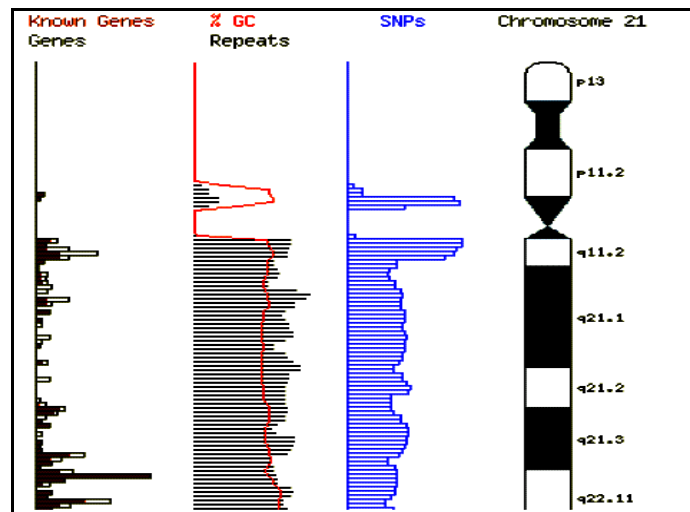 Known Genes % GC SNPs Chromosome 21
Genes Repeats
p13
p11.2
q11.2
q21.1
q21.2
q21.3
q22.11